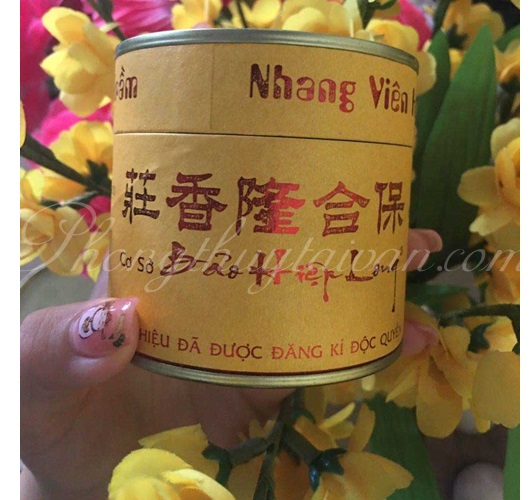 ầm
Nhang Viên
莊香隆合保
Cơ Sở Bảo Hiệp Long
HIỆU ĐÃ ĐƯỢC ĐĂNG KÍ ĐỘC QUYỀN
Phongthuytaivan.com